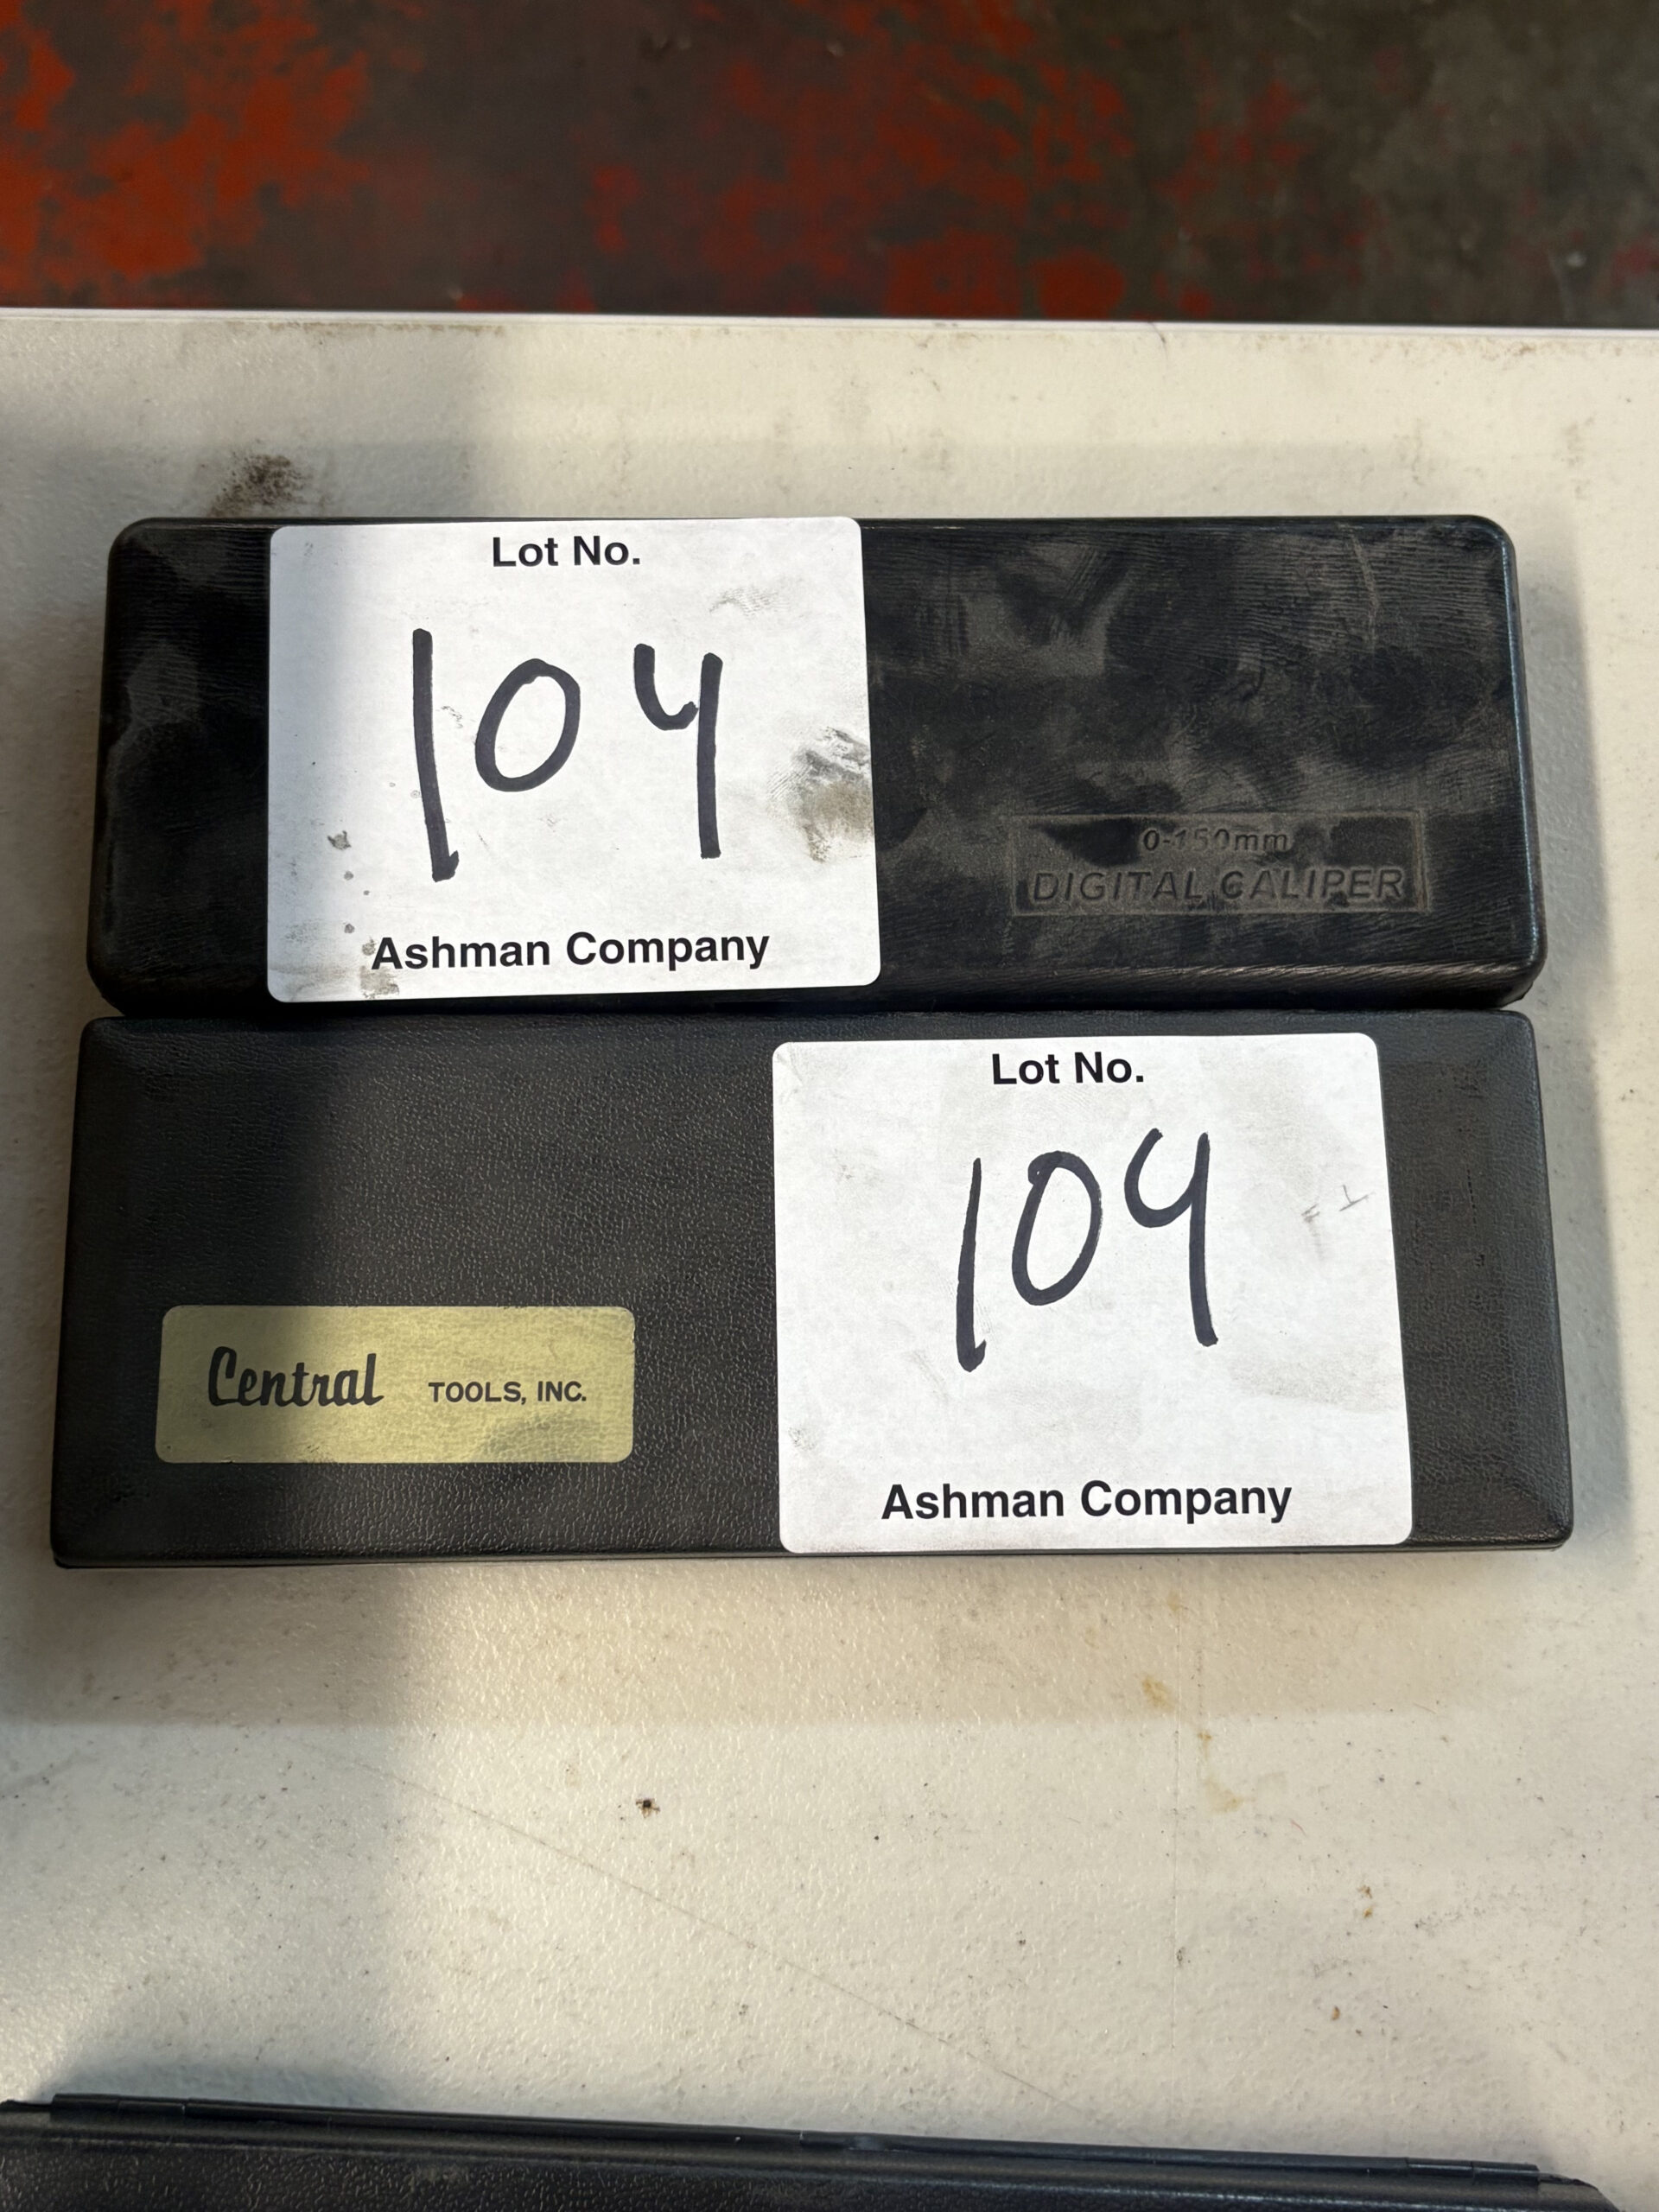 Lot No.
104
Ashman Company
0-150mm
DIGITAL CALIPER
Lot No.
104
Ashman Company
Central TOOLS, INC.